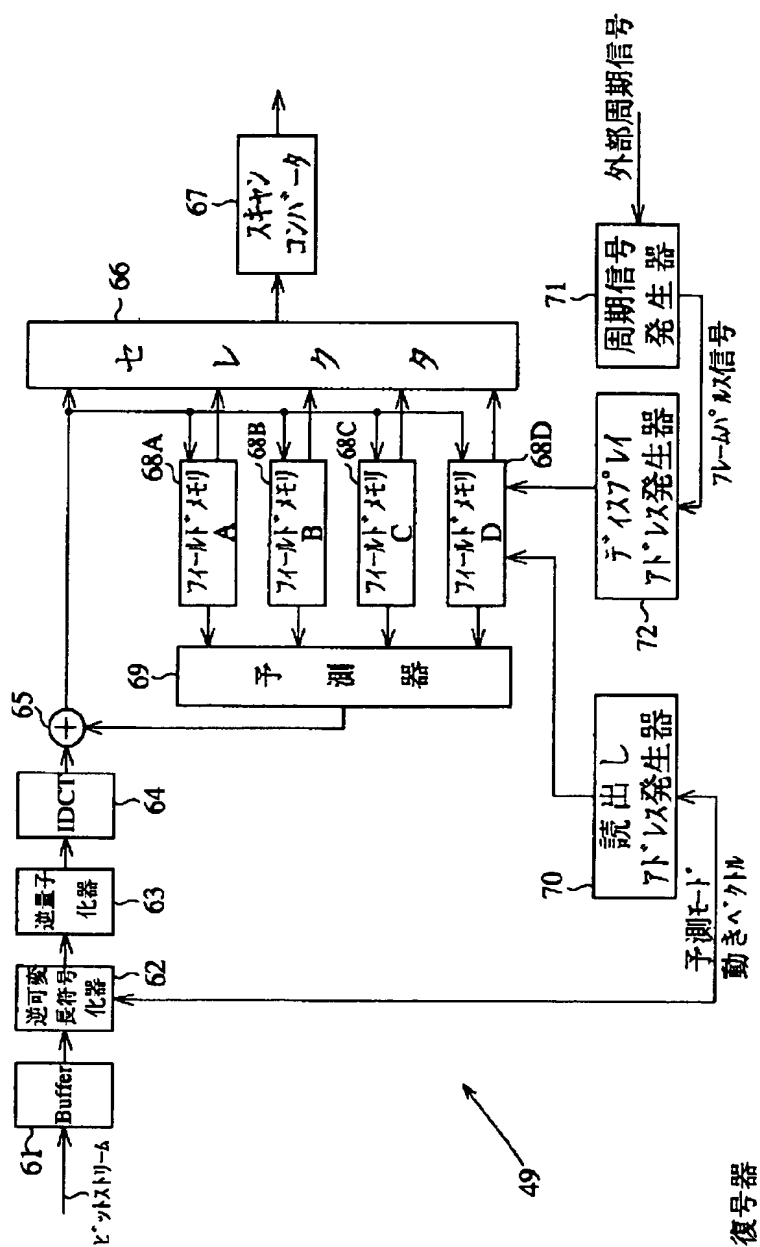 ビットストリーム
61
Buffer
62
逆可変
長符号
化器
63
逆量子
化器
64
IDCT
65
+
66
セレクタ
67
スキャン
コンバータ
68A
フィールドメモリ
A
68B
フィールドメモリ
B
68C
フィールドメモリ
C
68D
フィールドメモリ
D
69
予測器
70
読出し
アドレス発生器
予測モード
動きベクトル
71
周期信号
発生器
外部周期信号
フレームパルス信号
72
ディスプレイ
アドレス発生器
49
復号器